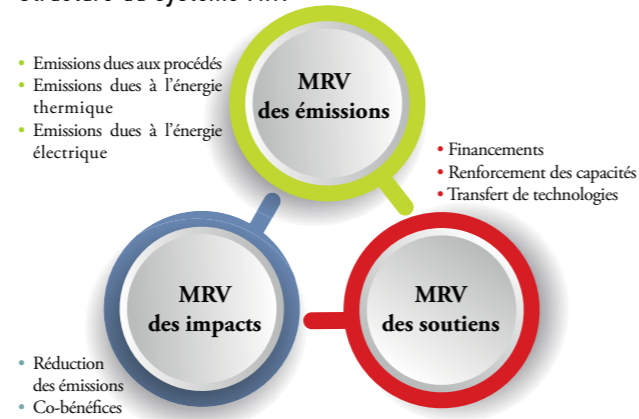 • Emissions dues aux procédés
• Emissions dues à l'énergie
thermique
• Emissions dues à l'énergie
électrique
MRV
des émissions
• Financements
• Renforcement des capacités
• Transfert de technologies
MRV
des impacts
MRV
des soutiens
• Réduction
des émissions
• Co-bénéfices